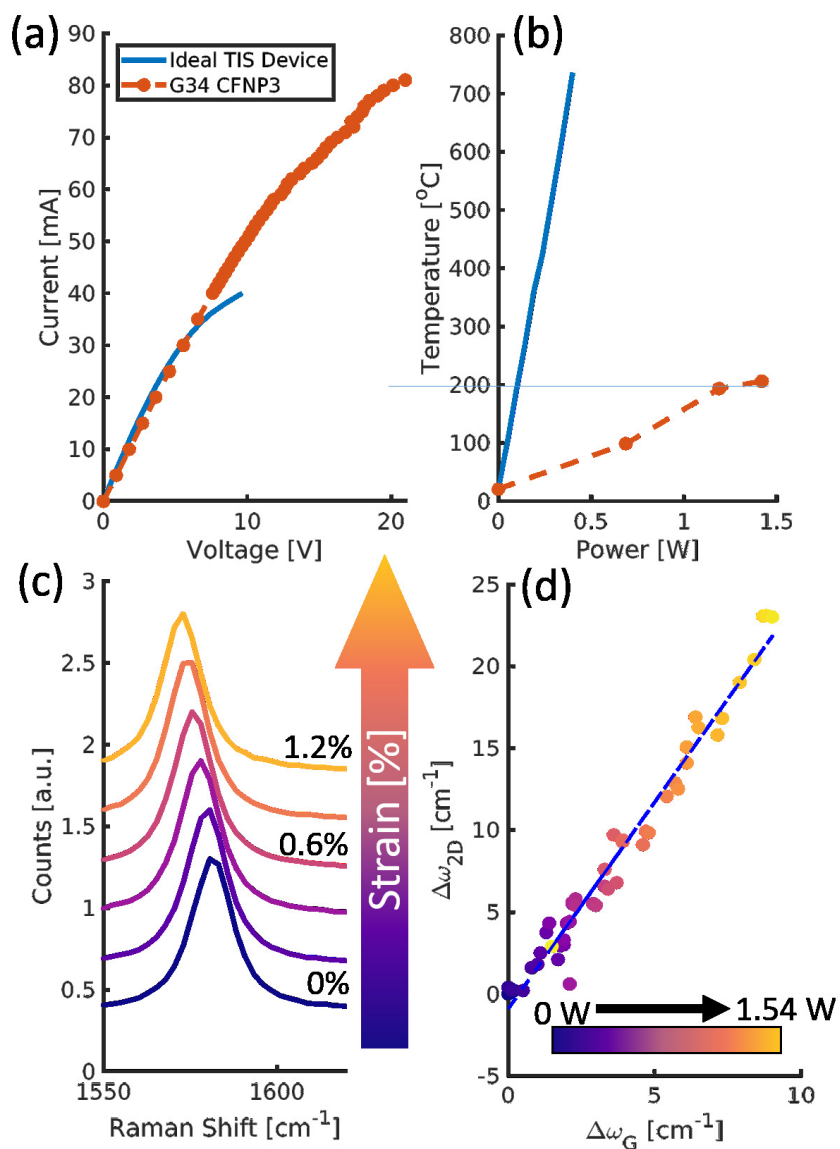 (a)
90
80
70
60
50
40
30
20
10
0
Current [mA]
Ideal TIS Device
G34 CFNP3
0
10
20
Voltage [V]
(b)
800
700
600
500
400
300
200
100
0
Temperature [°C]
0
0.5
1
1.5
Power [W]
(c)
3
2.5
2
1.5
1
0.5
0
Counts [a.u.]
1.2%
0.6%
0%
Strain [%]
1550
1600
Raman Shift [cm⁻¹]
(d)
25
20
15
10
5
0
-5
Δω2D [cm⁻¹]
0 W
1.54 W
0
5
10
ΔωG [cm⁻¹]